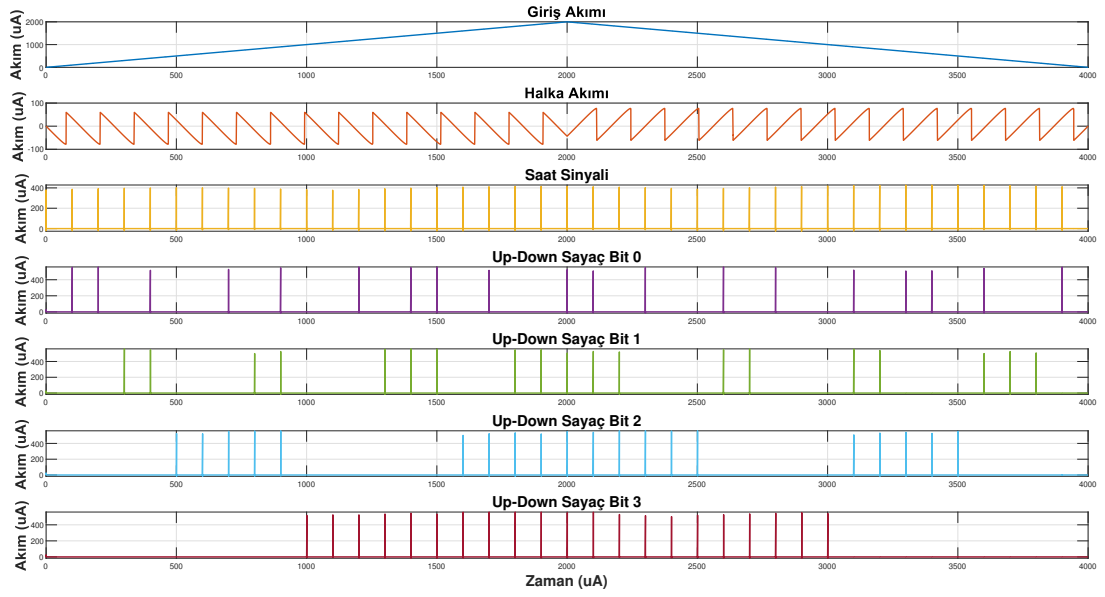 Giriş Akımı
Akım (uA)
2000
1000
0
0 500 1000 1500 2000 2500 3000 3500 4000
Halka Akımı
Akım (uA)
100
0
-100
0 500 1000 1500 2000 2500 3000 3500 4000
Saat Sinyali
Akım (uA)
400
200
0
0 500 1000 1500 2000 2500 3000 3500 4000
Up-Down Sayaç Bit 0
Akım (uA)
400
200
0
0 500 1000 1500 2000 2500 3000 3500 4000
Up-Down Sayaç Bit 1
Akım (uA)
400
200
0
0 500 1000 1500 2000 2500 3000 3500 4000
Up-Down Sayaç Bit 2
Akım (uA)
400
200
0
0 500 1000 1500 2000 2500 3000 3500 4000
Up-Down Sayaç Bit 3
Akım (uA)
400
200
0
0 500 1000 1500 2000 2500 3000 3500 4000
Zaman (uA)